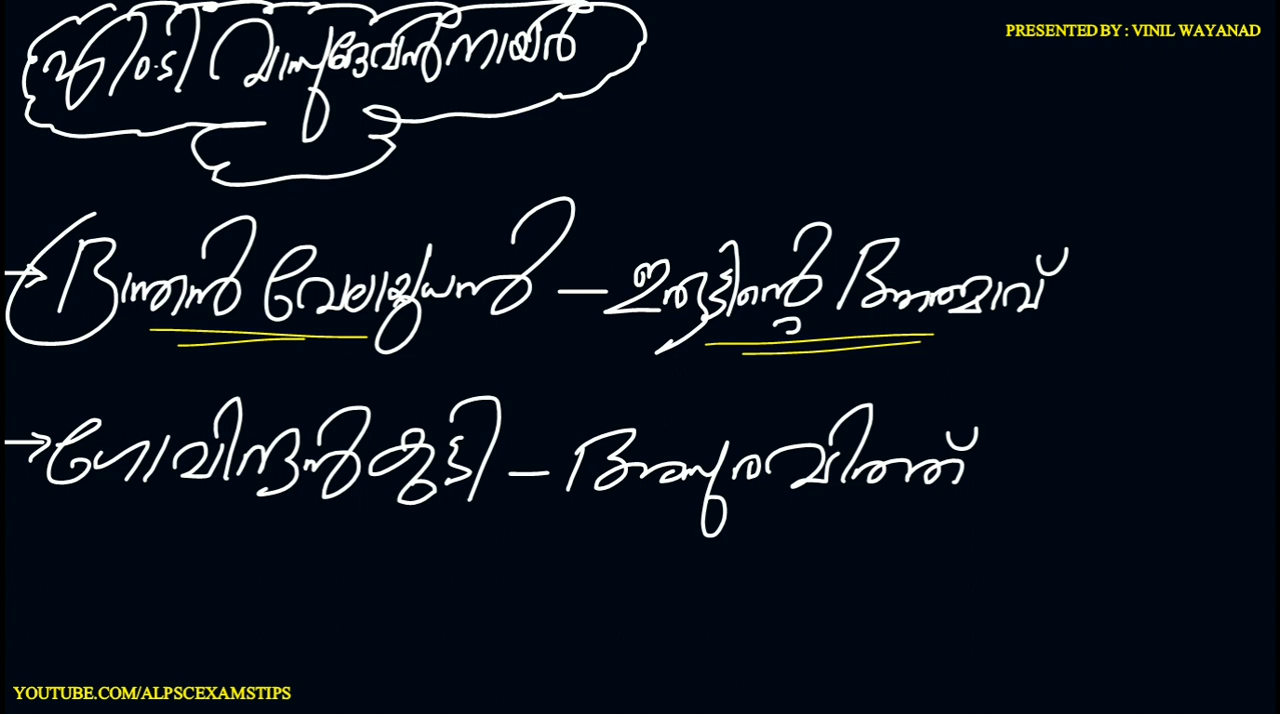 എം.ടി വാസുദേവൻനായർ
PRESENTED BY : VINIL WAYANAD
→ ഭ്രാന്തൻ വേലായുധൻ – ഇരുട്ടിന്റെ ആത്മാവ്
→ ഗോവിന്ദൻകുട്ടി – അസുരവിത്ത്
YOUTUBE.COM/ALPSCEXAMSTIPS